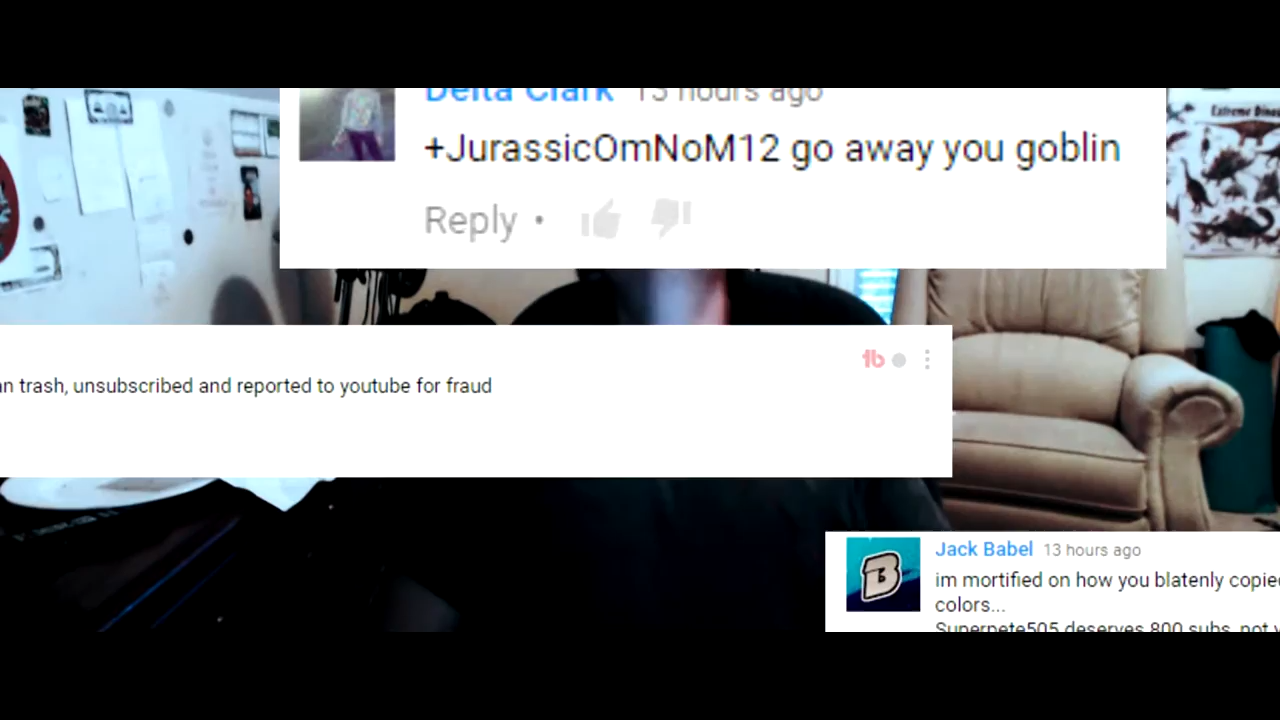 Delta Clark 13 hours ago
+JurassicOmNoM12 go away you goblin
Reply •
Extreme
trash, unsubscribed and reported to youtube for fraud
Jack Babel 13 hours ago
im mortified on how you blatenly copied
colors...
Superpete505 deserves 800 subs, not